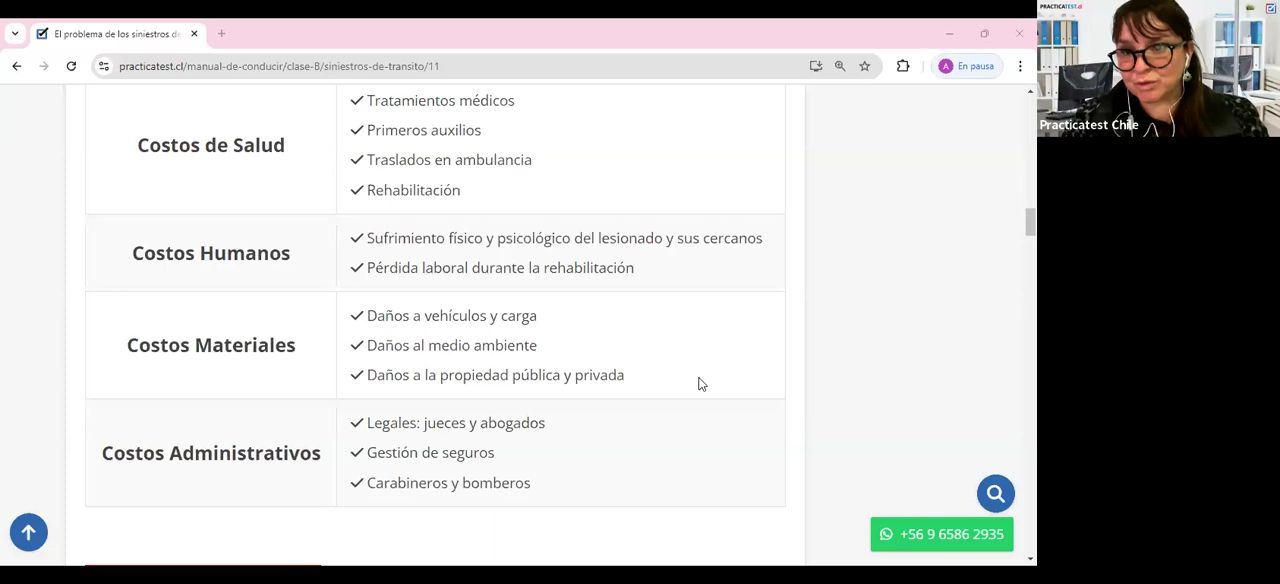 El problema de los siniestros de
practicatest.cl/manual-de-conducir/clase-B/siniestros-de-transito/11
A
En pausa
PRACTICATEST.cl
Practicatest Chile
Costos de Salud
Tratamientos médicos
Primeros auxilios
Traslados en ambulancia
Rehabilitación
Costos Humanos
Sufrimiento físico y psicológico del lesionado y sus cercanos
Pérdida laboral durante la rehabilitación
Costos Materiales
Daños a vehículos y carga
Daños al medio ambiente
Daños a la propiedad pública y privada
Costos Administrativos
Legales: jueces y abogados
Gestión de seguros
Carabineros y bomberos
+56 9 6586 2935